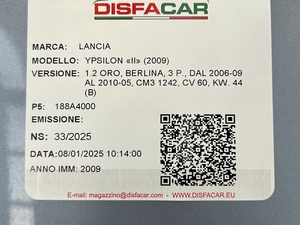 DISFACAR
MARCA: LANCIA
MODELLO: YPSILON «II» (2009)
VERSIONE: 1.2 ORO, BERLINA, 3 P., DAL 2006-09
AL 2010-05, CM3 1242, CV 60, KW. 44
(B)
P5: 188A4000
EMISSIONE:
NS: 33/2025
DATA:08/01/2025 10:14:00
ANNO IMM: 2009
E-mail: magazzino@disfacar.com - WWW.DISFACAR.EU